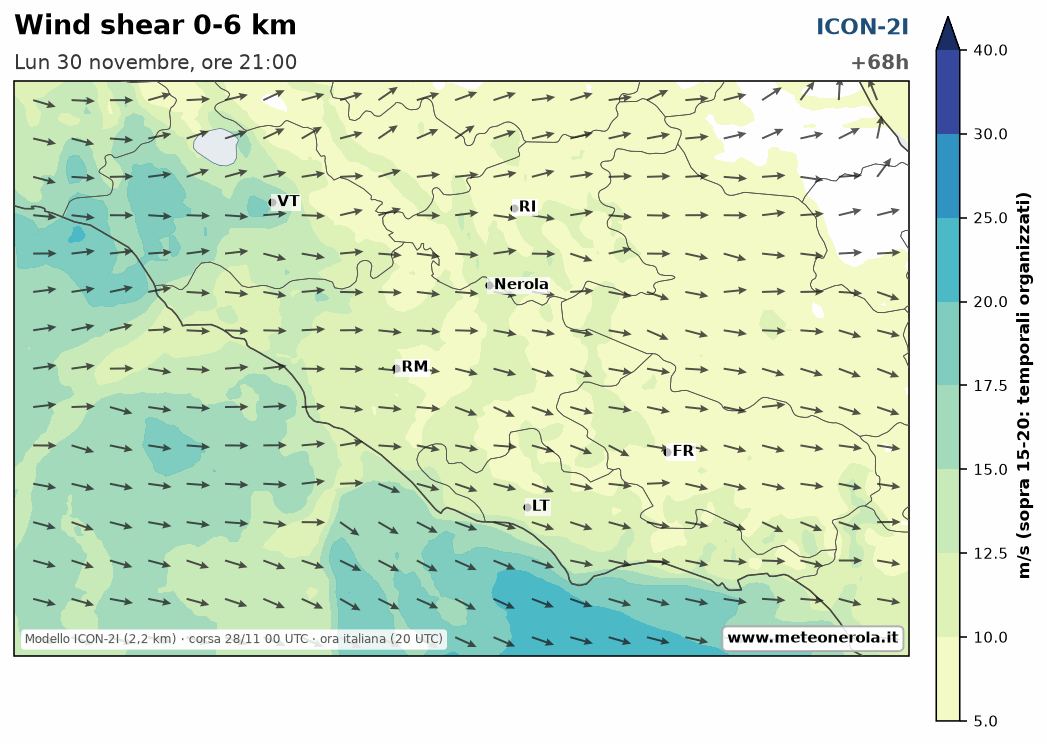 Wind shear 0-6 km
ICON-2I
Lun 30 novembre, ore 21:00
+68h
40.0
30.0
25.0
20.0
17.5
15.0
12.5
10.0
5.0
m/s (sopra 15-20: temporali organizzati)
VT
RI
Nerola
RM
FR
LT
Modello ICON-2I (2,2 km) · corsa 28/11 00 UTC · ora italiana (20 UTC)
www.meteonerola.it